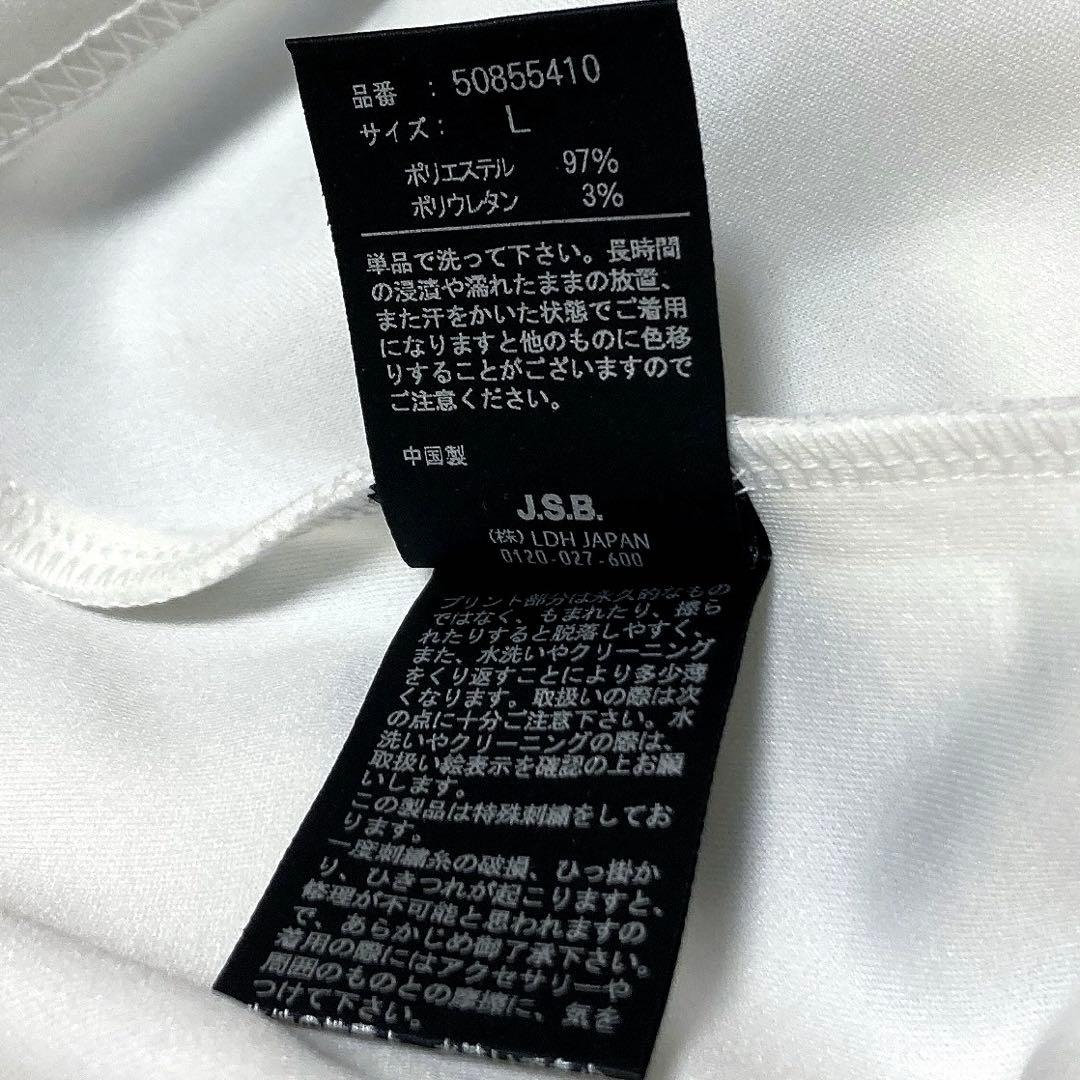 品番 : 50855410
サイズ: L
ポリエステル 97%
ポリウレタン 3%
単品で洗って下さい。長時間
の浸漬や濡れたままの放置、
また汗をかいた状態でご着用
になりますと他のものに色移
りすることがございますので
ご注意ください。
中国製
J.S.B.
(株) LDH JAPAN
0120-027-600
プリント部分は永久的なもの
ではなく、もまれたり、擦ら
れたりすると脱落しやすく、
また、水洗いやクリーニング
をくり返すことにより多少薄
くなります。取扱いの際は次
の点に十分ご注意下さい。水
洗いやクリーニングの際は、
取扱い絵表示を確認の上お願
いします。
この製品は特殊刺繍をしてお
ります。
一度刺繍糸の破損、ひっ掛か
り、ひきつれが起こりますと、
修理が不可能と思われますの
で、あらかじめ御了承下さい。
着用の際にはアクセサリーや
周囲のものとの摩擦に、気を
つけて下さい。